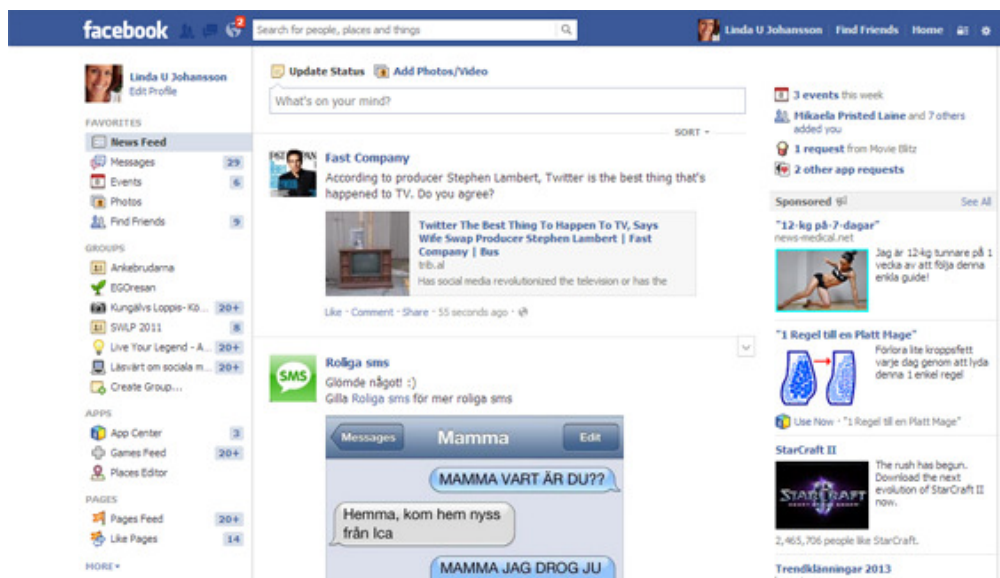 facebook
2
Search for people, places and things
Linda U Johansson
Find Friends
Home
Linda U Johansson
Edit Profile
FAVORITES
News Feed
Messages 29
Events 6
Photos
Find Friends 9
GROUPS
Ankebrudarna
EGOresan
Kungälvs Loppis- Kö... 20+
SWLP 2011 8
Live Your Legend - A... 20+
Läsvärt om sociala m... 20+
Create Group...
APPS
App Center 3
Games Feed 20+
Places Editor
PAGES
Pages Feed 20+
Like Pages 14
MORE
Update Status
Add Photos/Video
What's on your mind?
SORT
FAST COMPANY
Fast Company
According to producer Stephen Lambert, Twitter is the best thing that's
happened to TV. Do you agree?
Twitter The Best Thing To Happen To TV, Says
Wife Swap Producer Stephen Lambert | Fast
Company | Bus
trib.al
Has social media revolutionized the television or has the
Like · Comment · Share · 55 seconds ago ·
SMS
Roliga sms
Glömde något! :)
Gilla Roliga sms för mer roliga sms
Messages
Mamma
Edit
MAMMA VART ÄR DU??
Hemma, kom hem nyss
från Ica
MAMMA JAG DROG JU
3 events this week
Mikaela Pristed Laine and 7 others
added you
1 request from Movie Blitz
2 other app requests
Sponsored
See All
"12-kg på-7-dagar"
news-medical.net
Jag är 12-kg tunnare på 1
vecka av att följa denna
enkla guide!
"1 Regel till en Platt Mage"
Förlora lite kroppsfett
varje dag genom att lyda
denna 1 enkel regel
Use Now · "1 Regel till en Platt Mage"
StarCraft II
STARCRAFT
The rush has begun.
Download the next
evolution of StarCraft II
now.
2,465,706 people like StarCraft.
Trendklänningar 2013